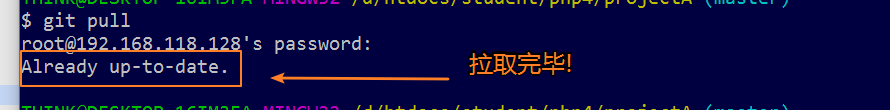 $ git pull
root@192.168.118.128's password:
Already up-to-date.
拉取完毕!